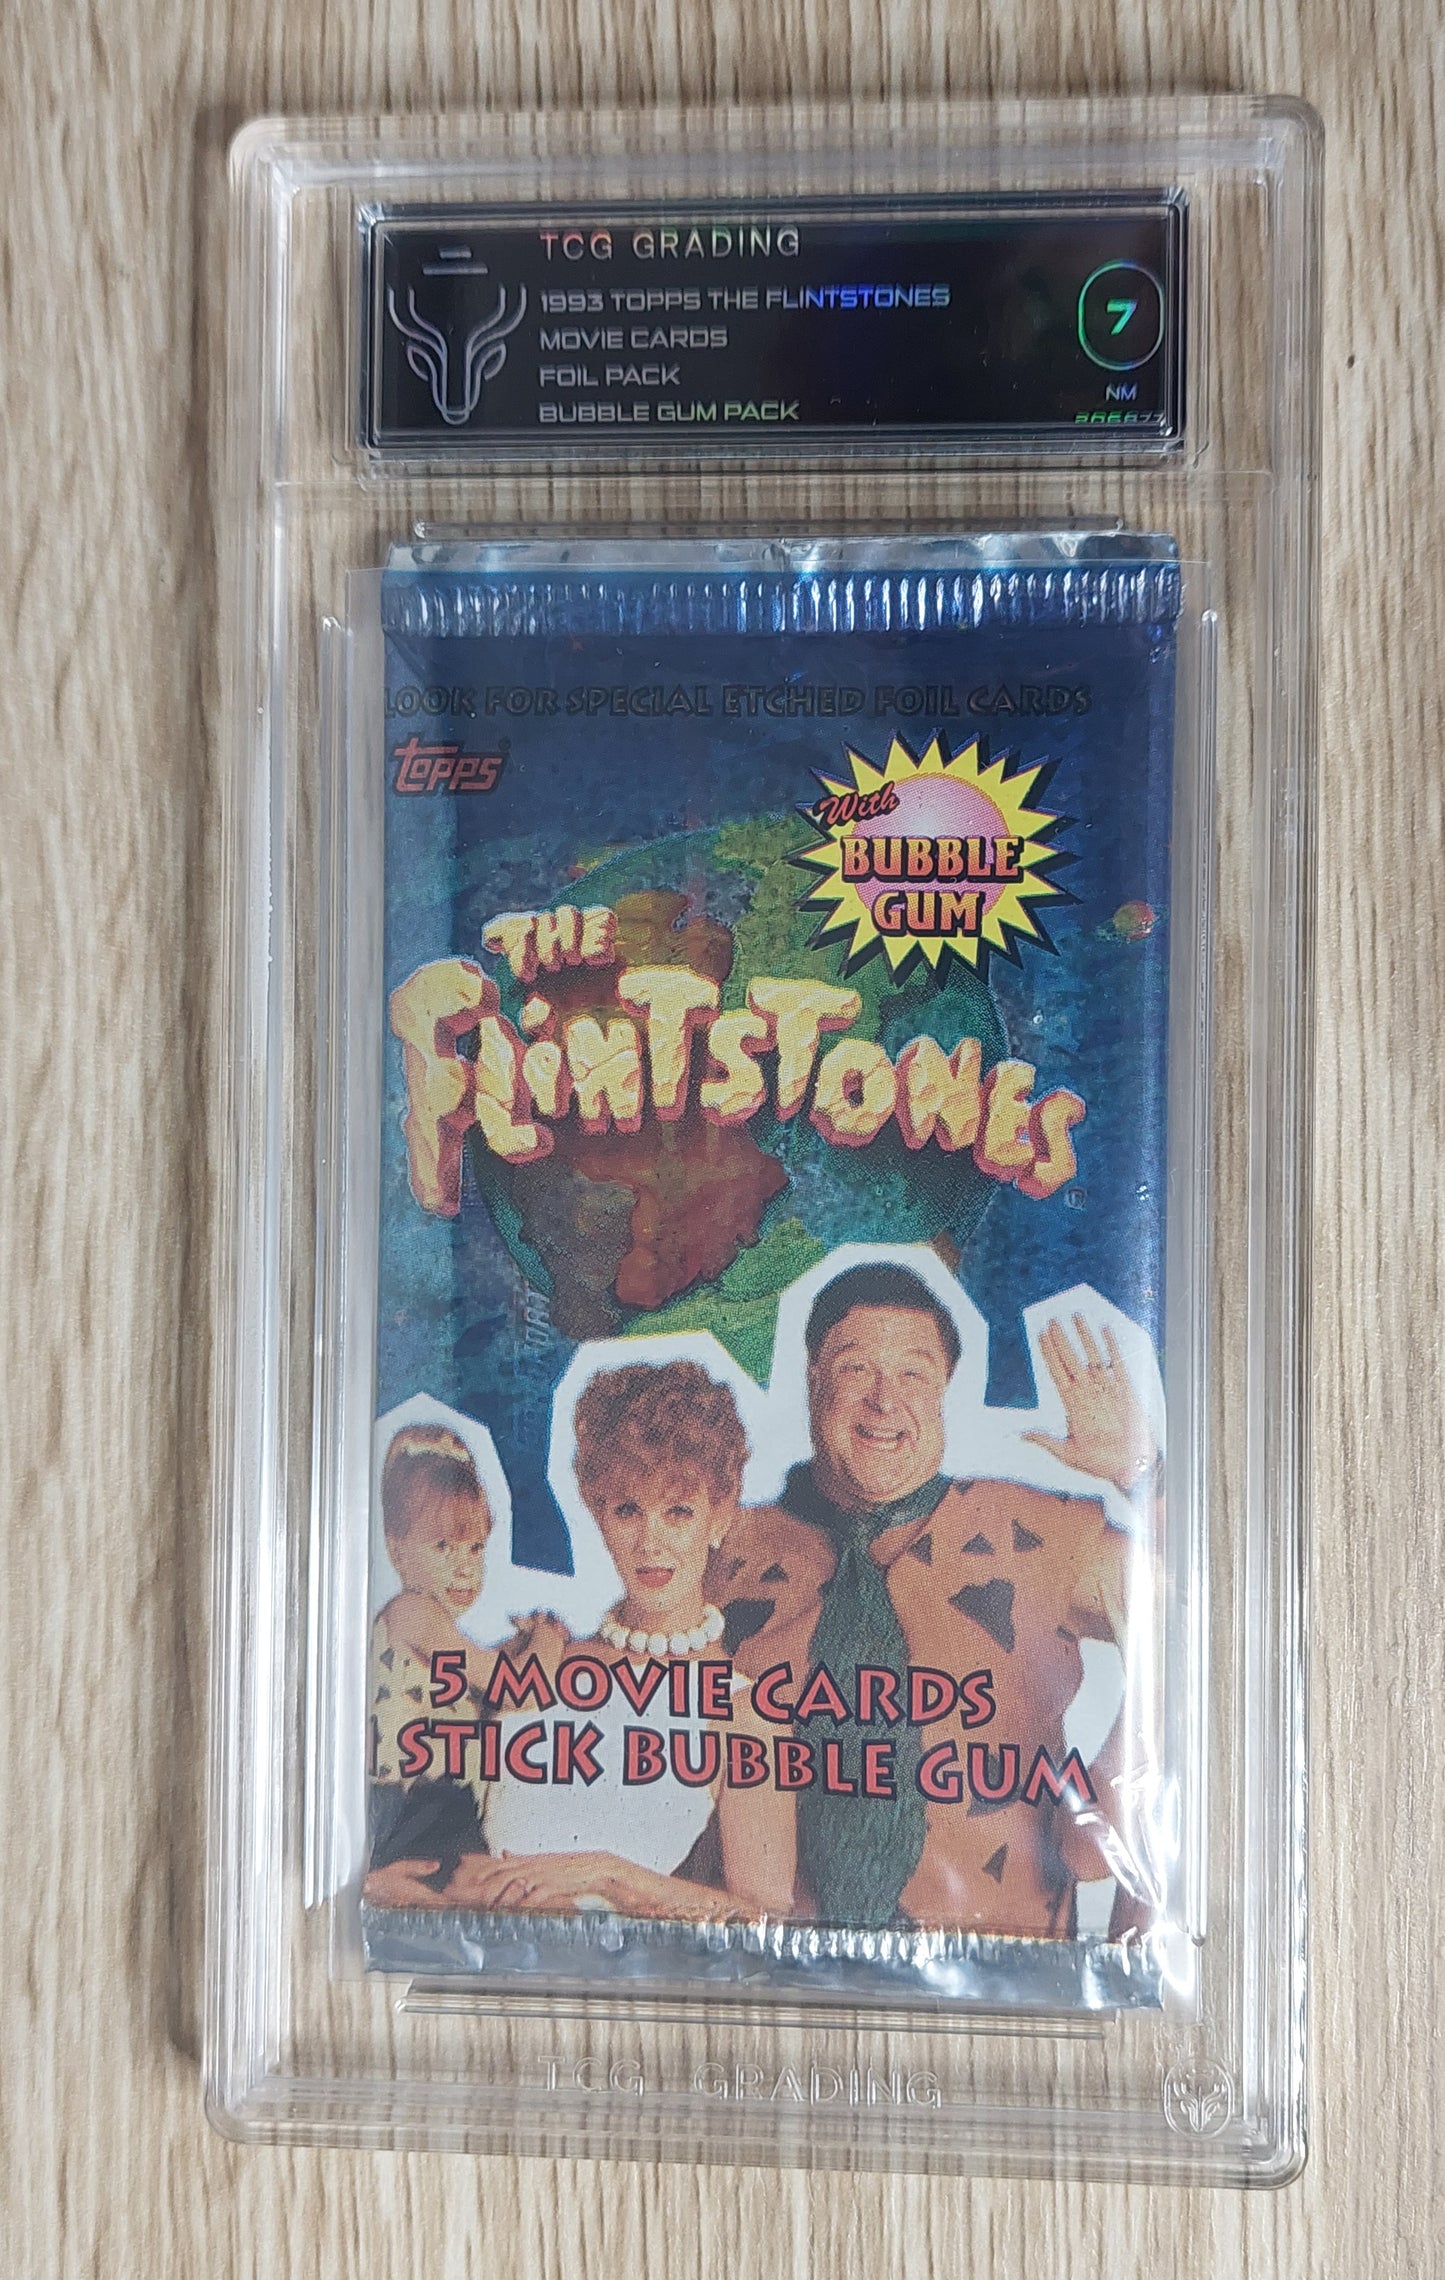 TCG GRADING
1993 TOPPS THE FLINTSTONES
MOVIE CARDS
FOIL PACK
BUBBLE GUM PACK
7
NM
LOOK FOR SPECIAL ETCHED FOIL CARDS
TOPPS®
With
BUBBLE
GUM
THE
FLINTSTONES
®
5 MOVIE CARDS
1 STICK BUBBLE GUM
TCG GRADING